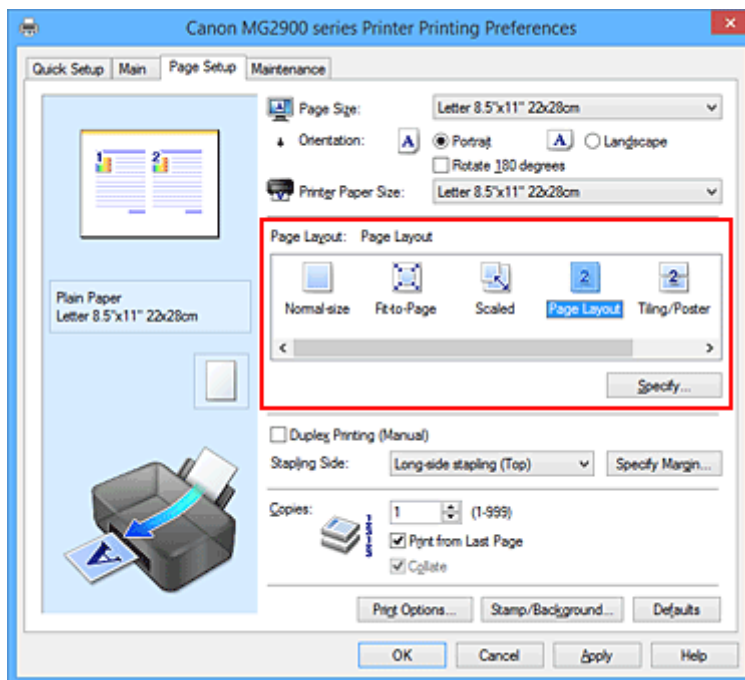 Canon MG2900 series Printer Printing Preferences
Quick Setup Main Page Setup Maintenance
1 2
Plain Paper
Letter 8.5"x11" 22x28cm
Page Size: Letter 8.5"x11" 22x28cm
Orientation: A Portrait A Landscape
Rotate 180 degrees
Printer Paper Size: Letter 8.5"x11" 22x28cm
Page Layout: Page Layout
2 2
Normal-size Fit-to-Page Scaled Page Layout Tiling/Poster
Specify...
Duplex Printing (Manual)
Stapling Side: Long-side stapling (Top) Specify Margin...
Copies: 1 (1-999)
Print from Last Page
Collate
A
Print Options... Stamp/Background... Defaults
OK Cancel Apply Help